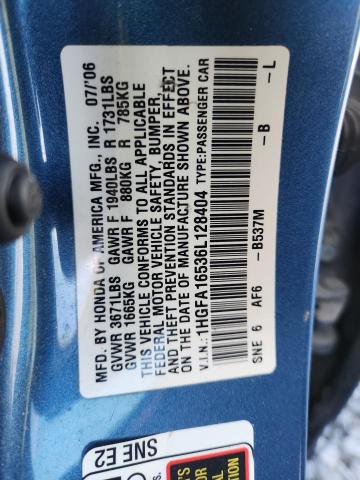 MFD. BY HONDA OF AMERICA MFG., INC. 07/'06
GVWR 3671LBS GAWR F 1940LBS R 1731LBS
GVWR 1665KG GAWR F 880KG R 785KG
THIS VEHICLE CONFORMS TO ALL APPLICABLE
FEDERAL MOTOR VEHICLE SAFETY, BUMPER,
AND THEFT PREVENTION STANDARDS IN EFFECT
ON THE DATE OF MANUFACTURE SHOWN ABOVE.
V.I.N.: 1HGFA16536L128404 TYPE:PASSENGER CAR
SNE 6 AF6 -B537M -B -L
SNE E2